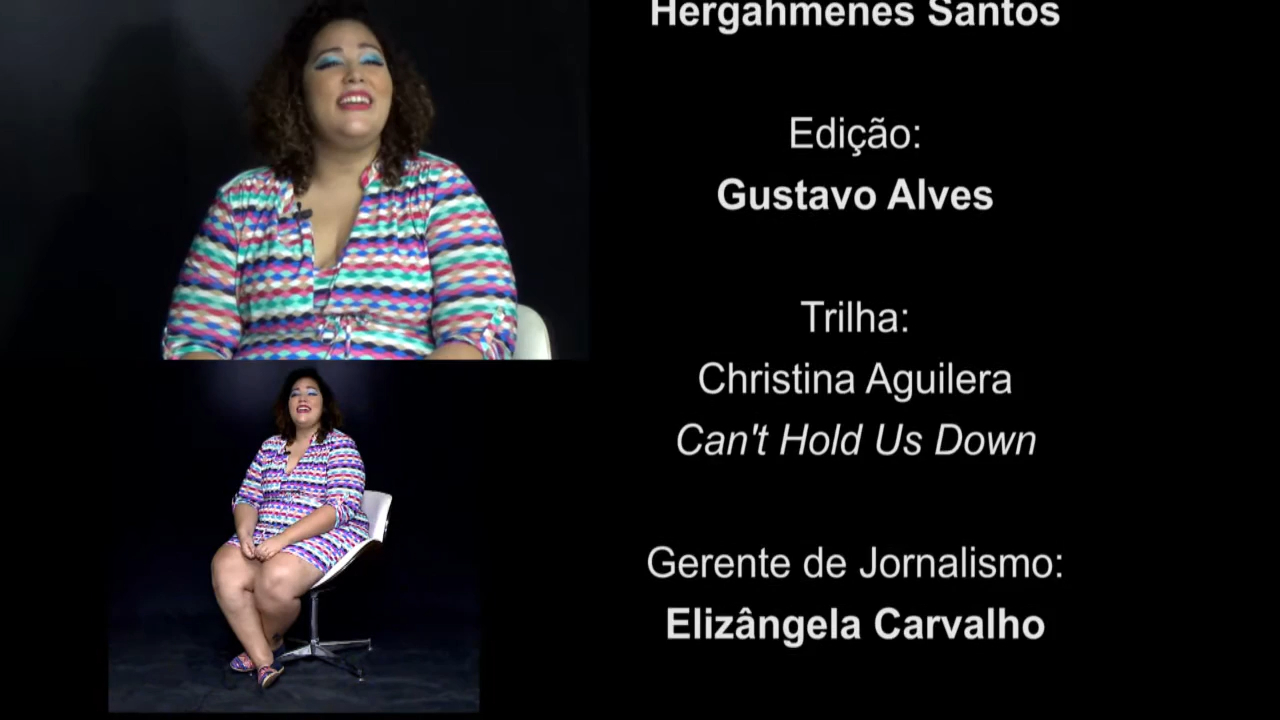 Hergahmenes Santos
Edição:
Gustavo Alves
Trilha:
Christina Aguilera
Can't Hold Us Down
Gerente de Jornalismo:
Elizângela Carvalho